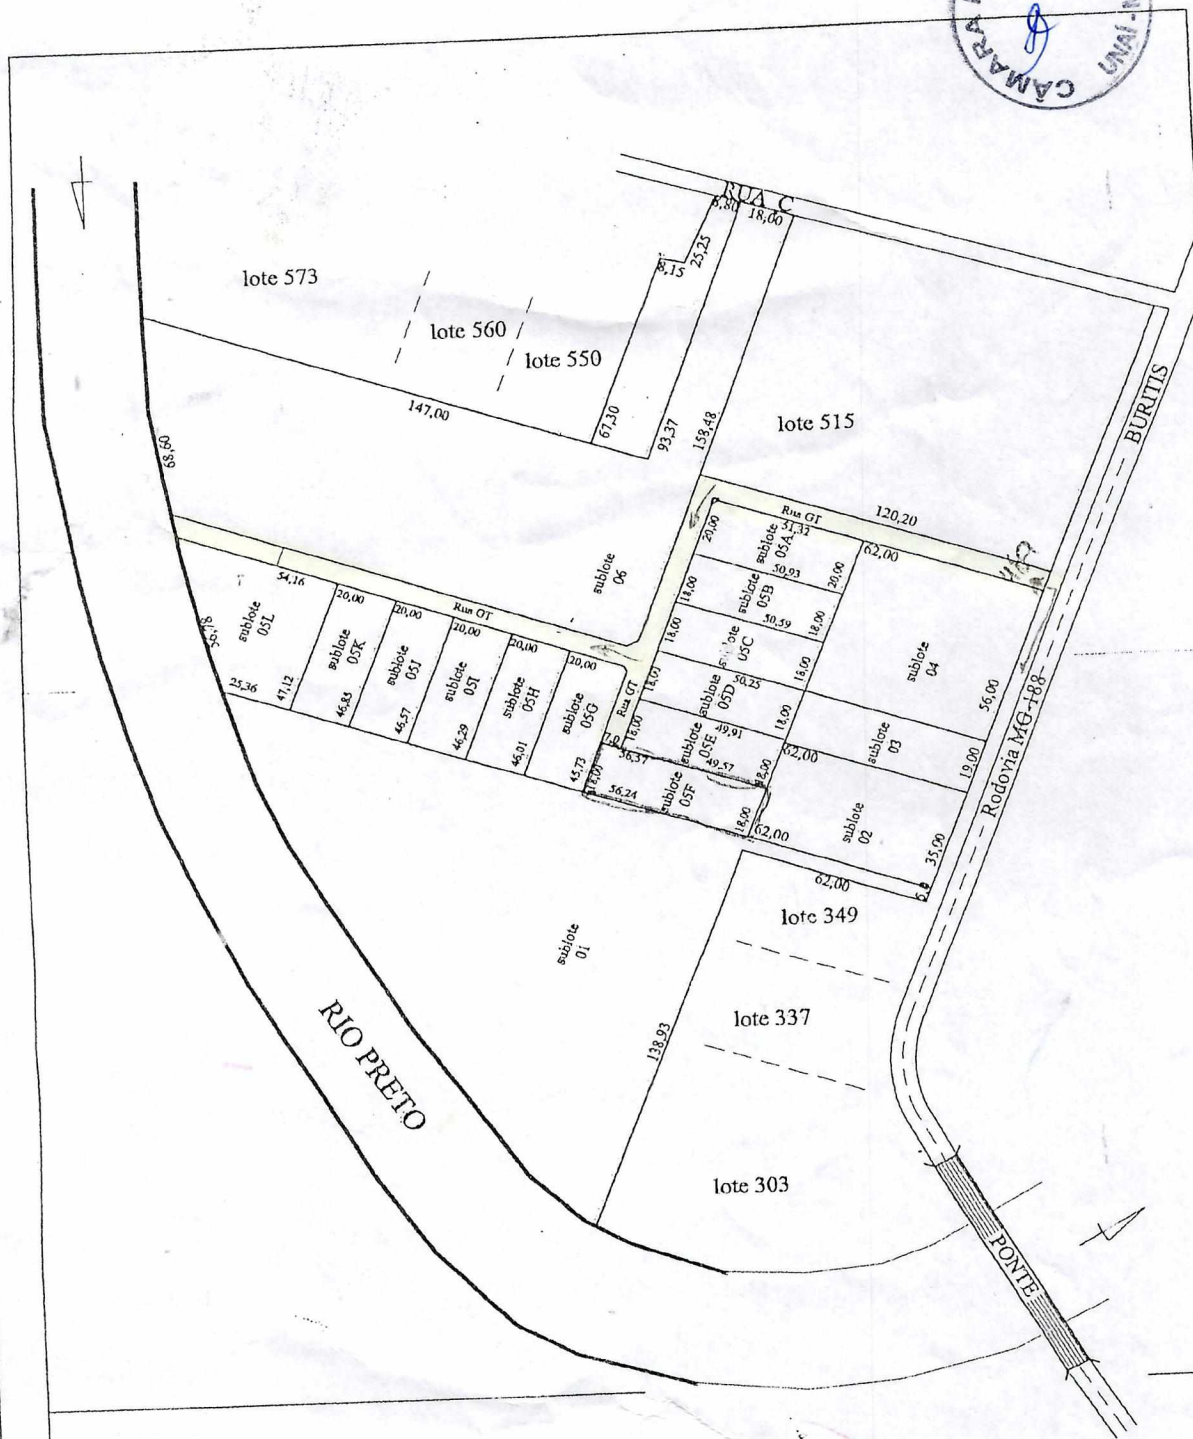 CÂMARA
UNAÍ-M
RUA C
6,80
18,00
25,25
8,15
lote 573
lote 560
lote 550
147,00
67,30
93,37
158,48
lote 515
BURITIS
68,60
Rua GT
120,20
20,00
51,32
sublote
05A
62,00
50,93
20,00
sublote
05B
18,00
50,59
18,00
sublote
05C
18,00
50,25
18,00
sublote
05D
18,00
49,91
18,00
sublote
05E
18,00
49,57
18,00
sublote
06
54,16
Rua GT
20,00
20,00
20,00
20,00
20,00
sublote
05L
sublote
05K
sublote
05J
sublote
05I
sublote
05H
sublote
05G
Rua GT
25,36
47,12
46,85
46,57
46,29
46,01
45,73
7,0
56,57
18,00
56,24
sublote
05F
18,00
sublote
04
56,00
sublote
03
62,00
19,00
sublote
02
62,00
35,00
Rodovia MG-188
62,00
lote 349
sublote
01
lote 337
138,93
RIO PRETO
lote 303
PONTE